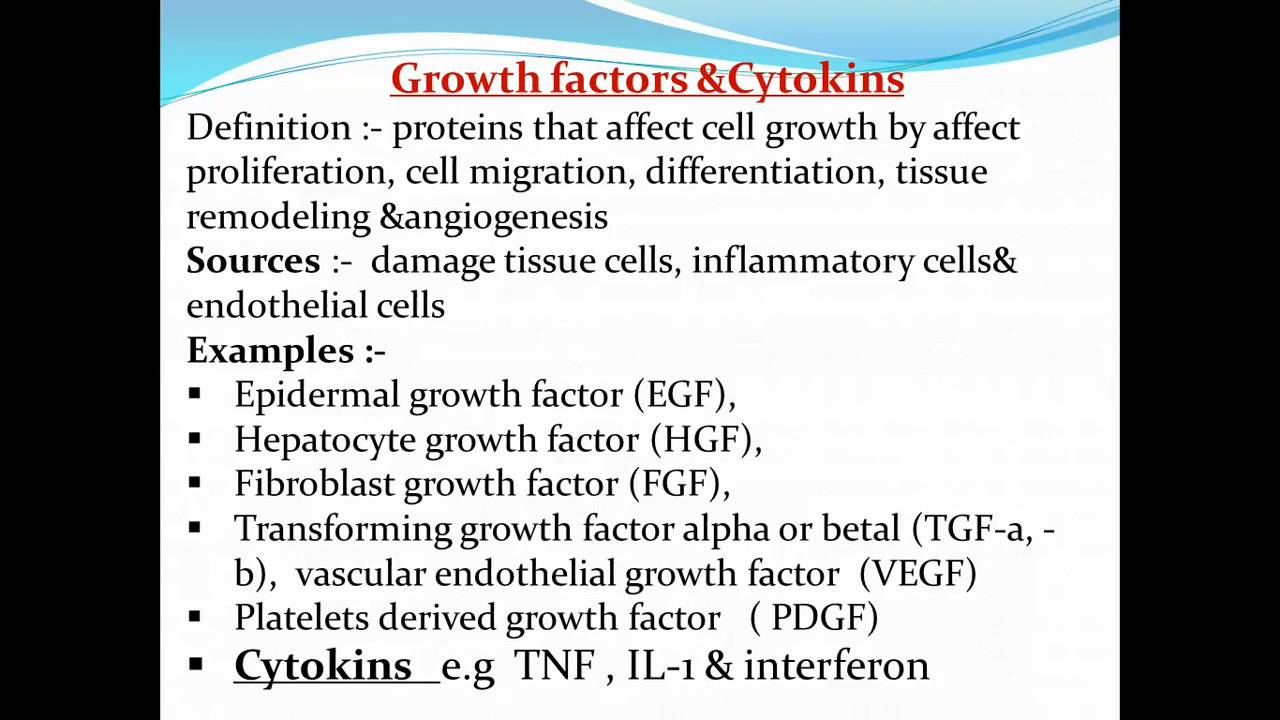 Growth factors &Cytokins
Definition :- proteins that affect cell growth by affect
proliferation, cell migration, differentiation, tissue
remodeling &angiogenesis
Sources :- damage tissue cells, inflammatory cells&
endothelial cells
Examples :-
▪ Epidermal growth factor (EGF),
▪ Hepatocyte growth factor (HGF),
▪ Fibroblast growth factor (FGF),
▪ Transforming growth factor alpha or betal (TGF-a, -
b), vascular endothelial growth factor (VEGF)
▪ Platelets derived growth factor ( PDGF)
▪ Cytokins e.g TNF , IL-1 & interferon